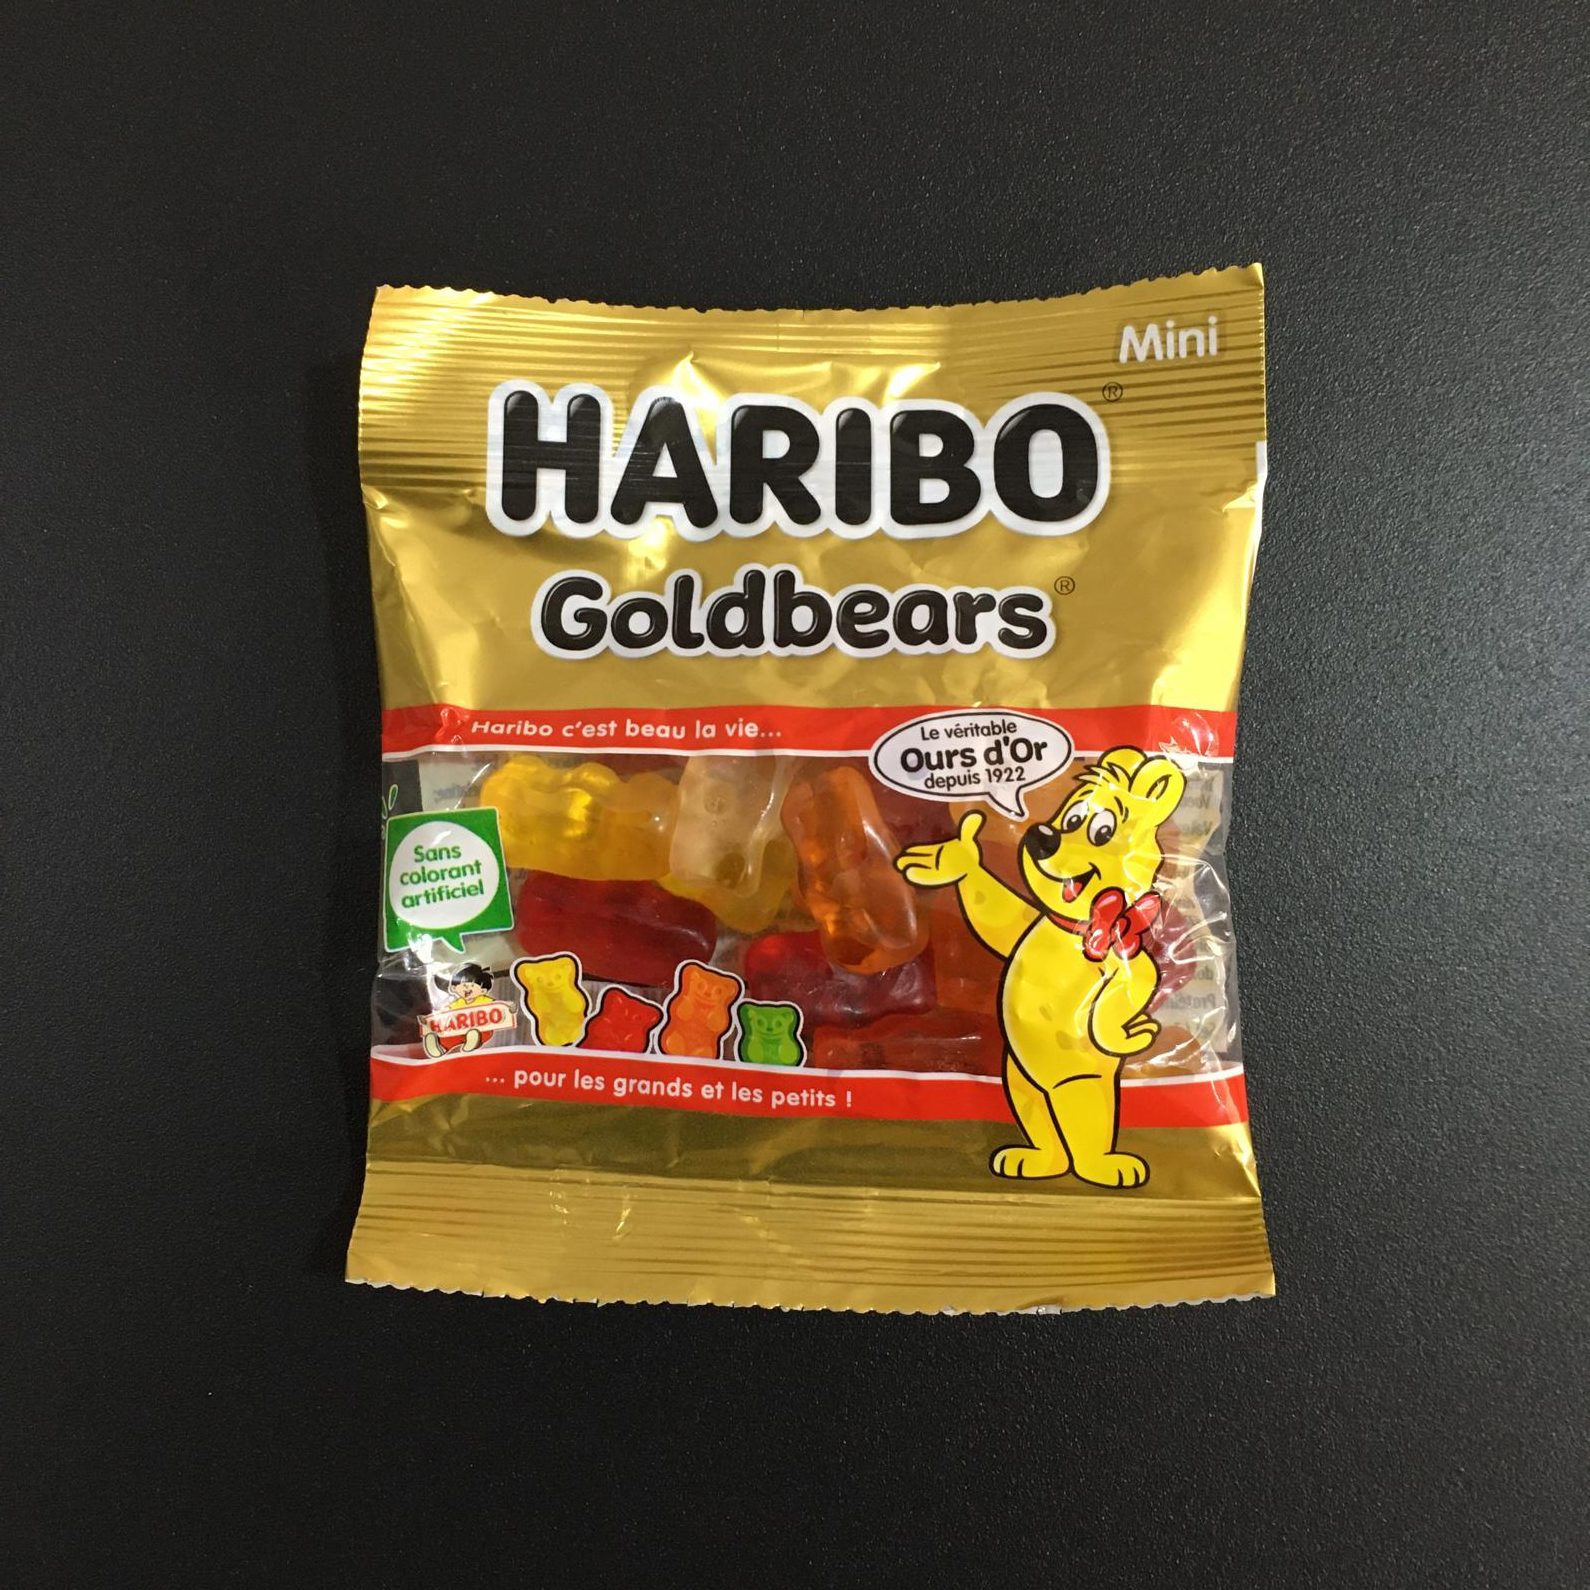 Mini
HARIBO®
Goldbears®
Haribo c'est beau la vie...
Le véritable
Ours d'Or
depuis 1922
Sans
colorant
artificiel
HARIBO
... pour les grands et les petits !